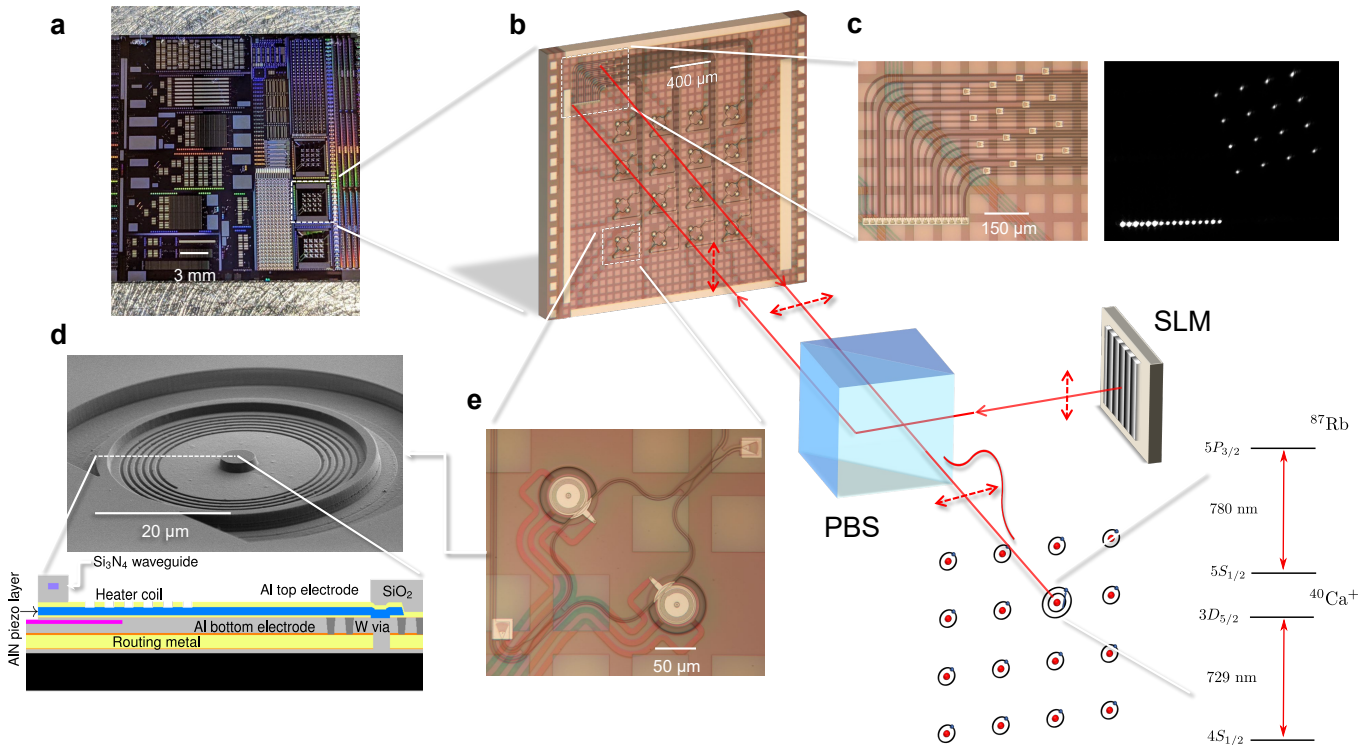 a
3 mm
b
400 µm
c
150 µm
d
20 µm
Si3N4 waveguide
AlN piezo layer
Heater coil
Al top electrode
SiO2
Al bottom electrode
W via
Routing metal
e
50 µm
SLM
PBS
87Rb
5P3/2
780 nm
5S1/2
40Ca+
3D5/2
729 nm
4S1/2